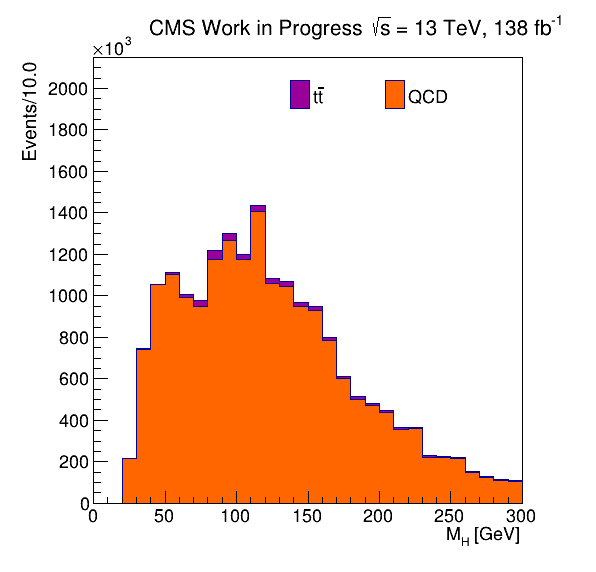 CMS Work in Progress √s = 13 TeV, 138 fb⁻¹
×10³
Events/10.0
tt̄
QCD
2000
1800
1600
1400
1200
1000
800
600
400
200
0
0 50 100 150 200 250 300
M_H [GeV]